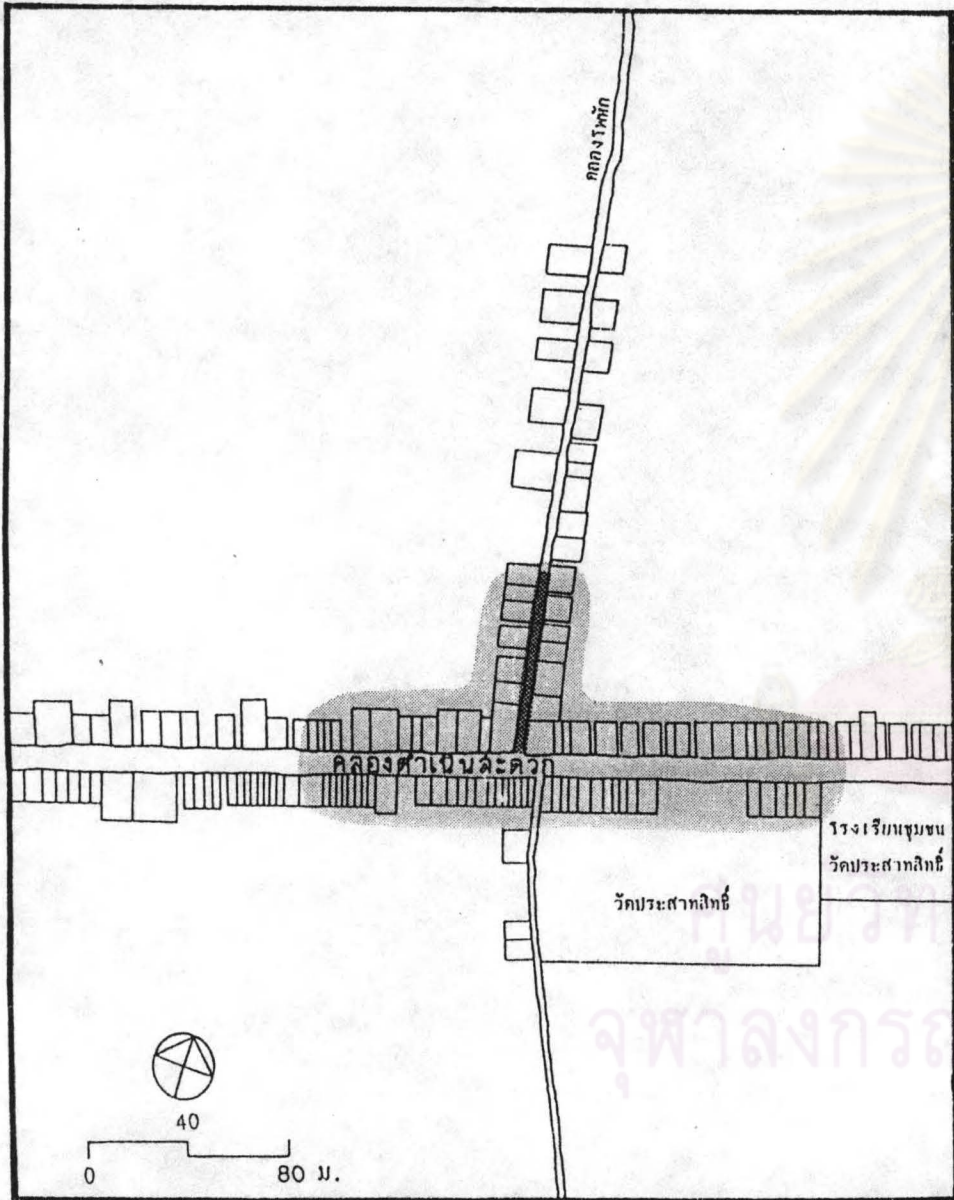 คลองโพหัก
คลองดำเนินสะดวก
โรงเรียนชุมชน
วัดประสาทสิทธิ์
วัดประสาทสิทธิ์
ศูนย์วิท
จุฬาลงกรณ
40
0
80 ม.